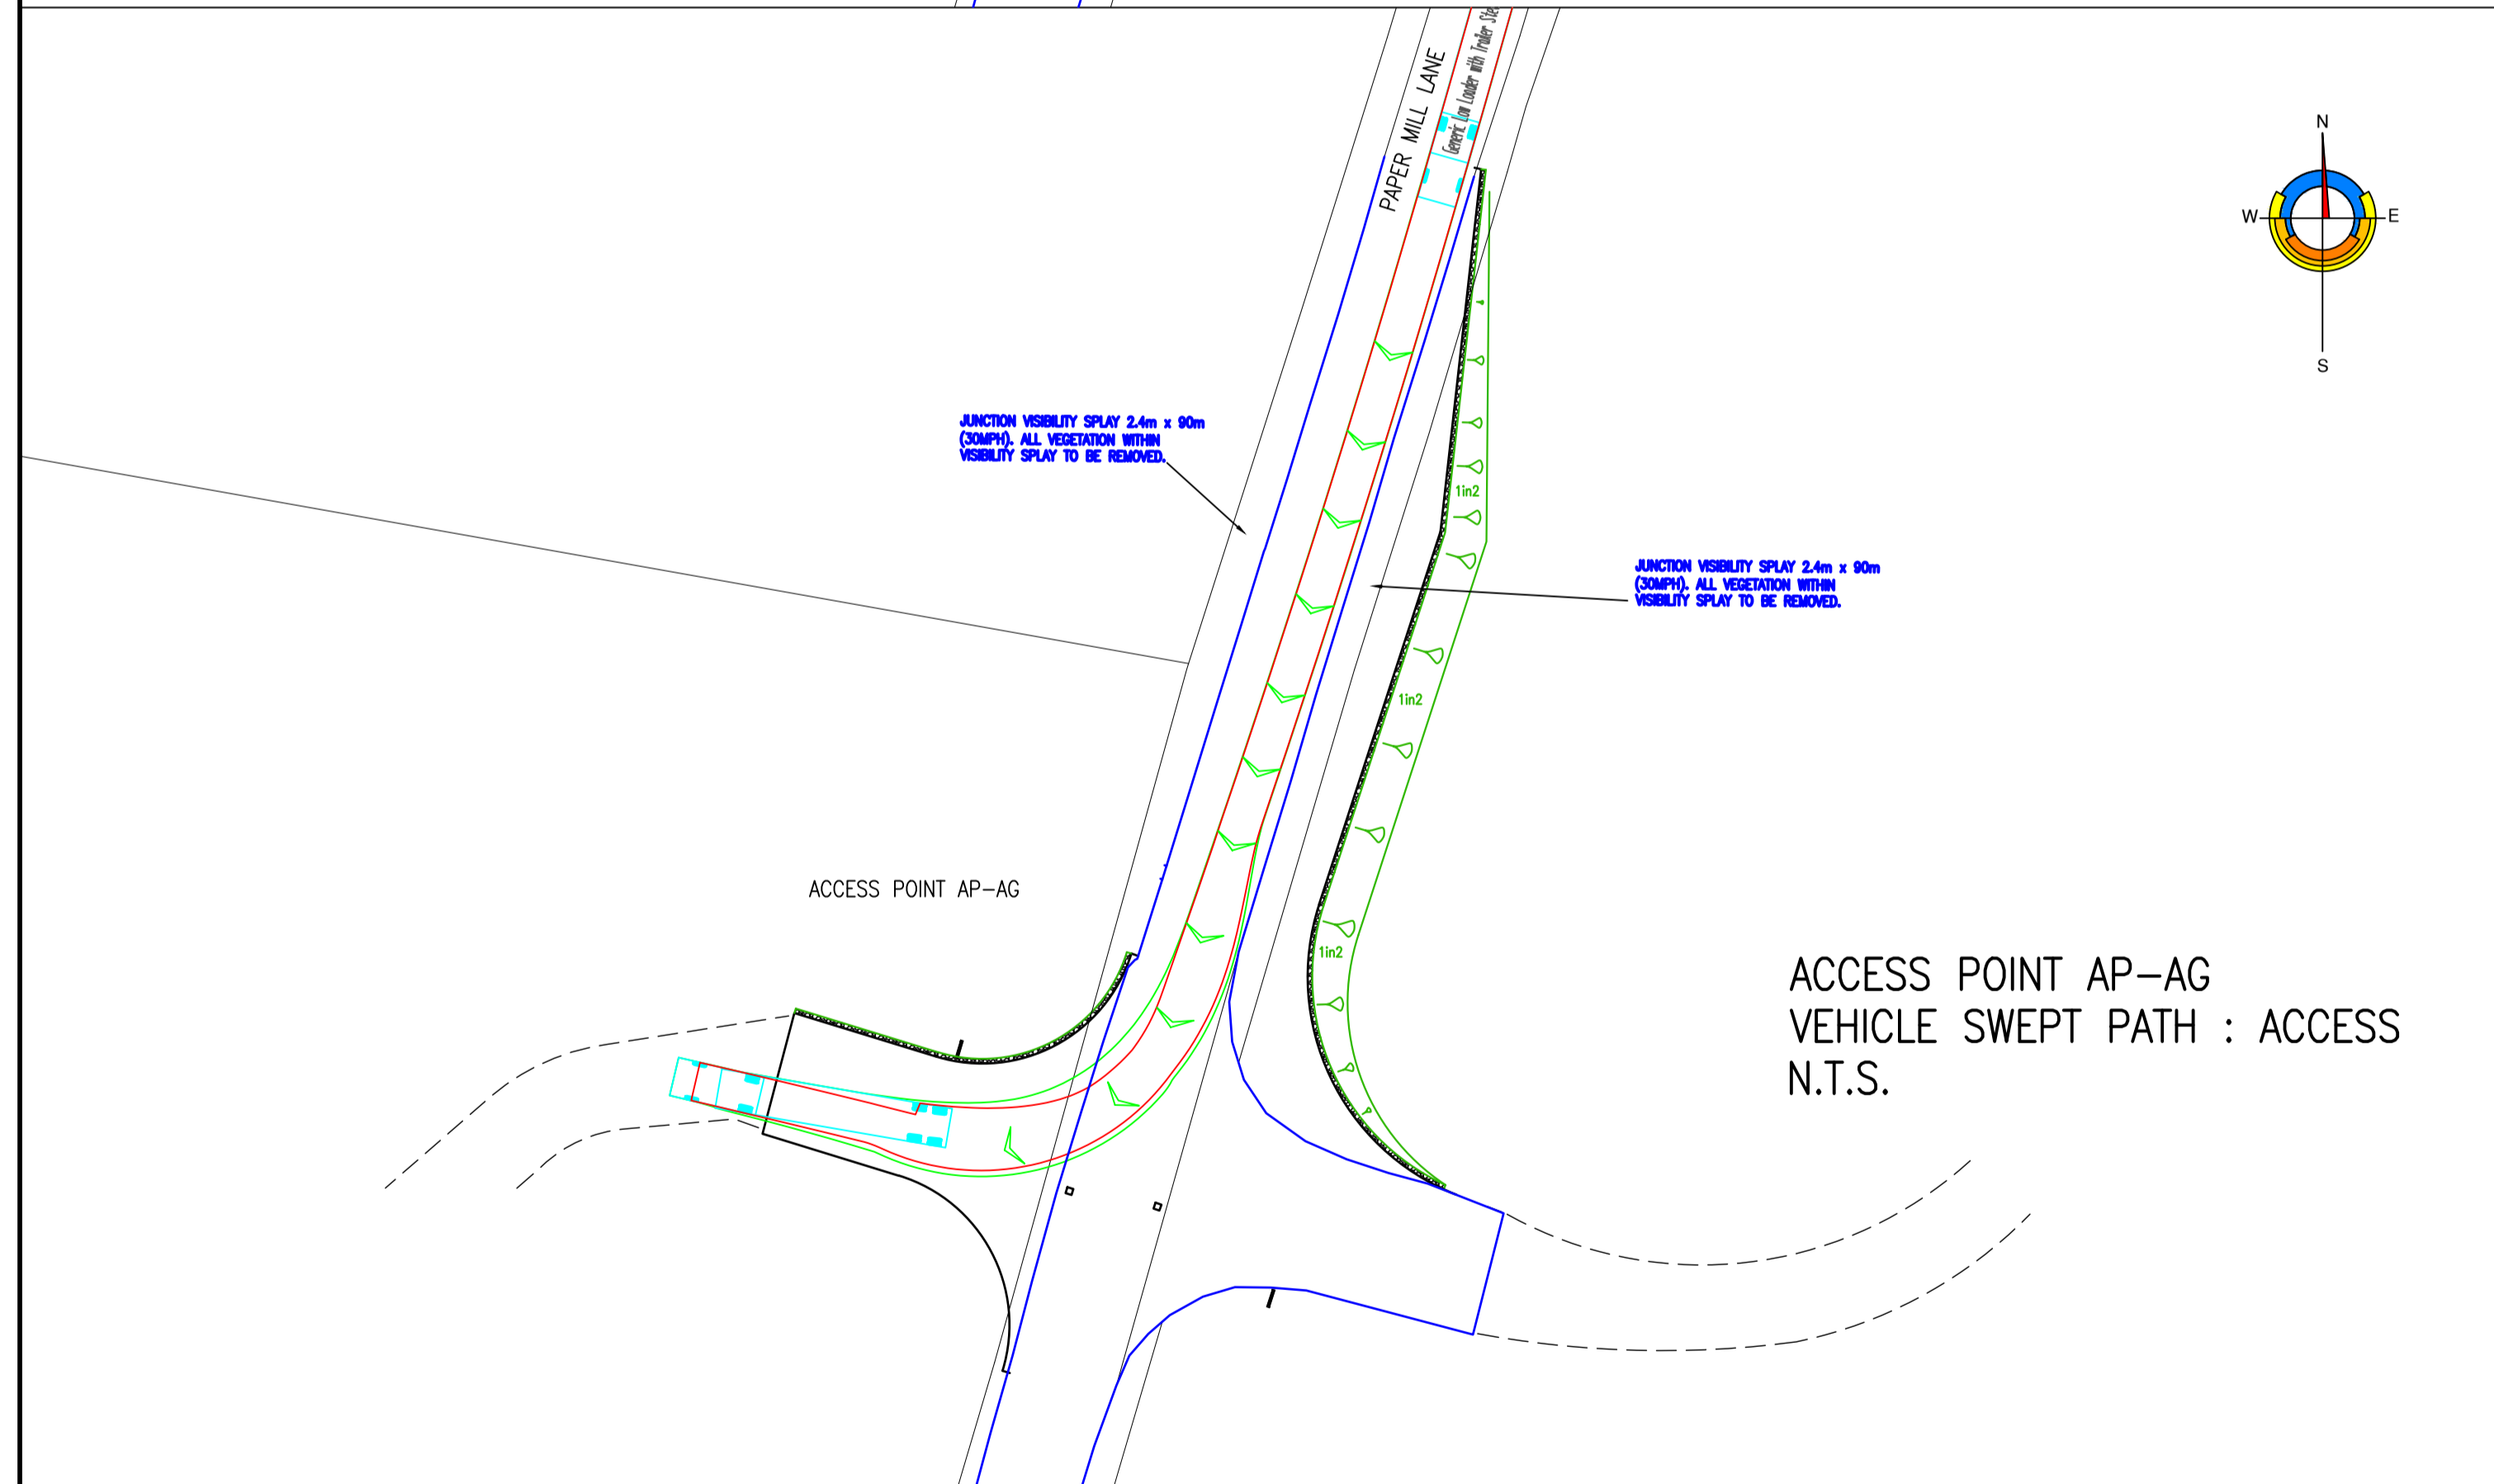 PAPER MILL LANE
Generic Low Loader with Trailer
N
W
E
S
JUNCTION VISIBILITY SPLAY 2.4m x 90m
(30MPH). ALL VEGETATION WITHIN
VISIBILITY SPLAY TO BE REMOVED.
1in2
JUNCTION VISIBILITY SPLAY 2.4m x 90m
(30MPH). ALL VEGETATION WITHIN
VISIBILITY SPLAY TO BE REMOVED.
1in2
ACCESS POINT AP-AG
1in2
ACCESS POINT AP-AG
VEHICLE SWEPT PATH : ACCESS
N.T.S.